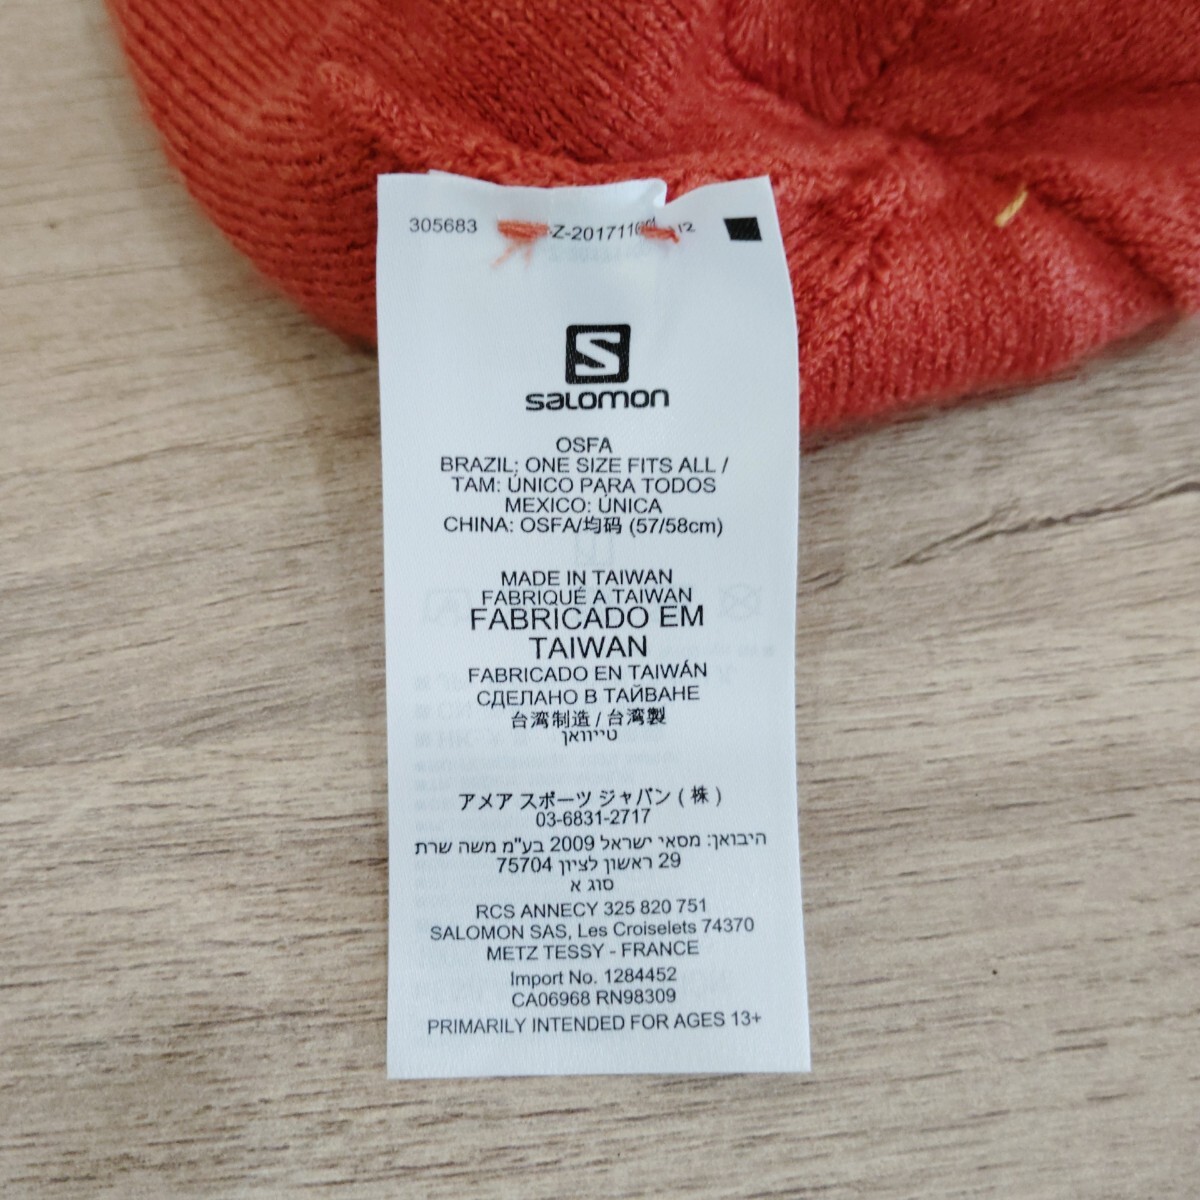 305683
salomon
OSFA
BRAZIL: ONE SIZE FITS ALL /
TAM: ÚNICO PARA TODOS
MEXICO: ÚNICA
CHINA: OSFA/均码 (57/58cm)
MADE IN TAIWAN
FABRIQUÉ A TAIWAN
FABRICADO EM
TAIWAN
FABRICADO EN TAIWÁN
СДЕЛАНО В ТАЙВАНЕ
台湾制造 / 台湾製
טייוואן
アメア スポーツ ジャパン ( 株 )
03-6831-2717
היבואן: מסאי ישראל 2009 בע"מ משה שרת
29 ראשון לציון 75704
סוג א
RCS ANNECY 325 820 751
SALOMON SAS, Les Croiselets 74370
METZ TESSY - FRANCE
Import No. 1284452
CA06968 RN98309
PRIMARILY INTENDED FOR AGES 13+